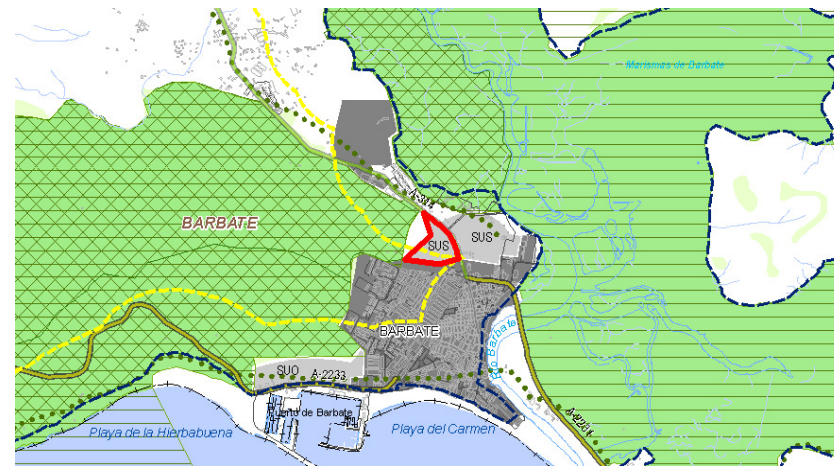 Marismas de Barbate
BARBATE
A-314
SUS
SUS
BARBATE
Río Barbate
SUO
A-2233
Puerto de Barbate
A-2231
Playa de la Hierbabuena
Playa del Carmen